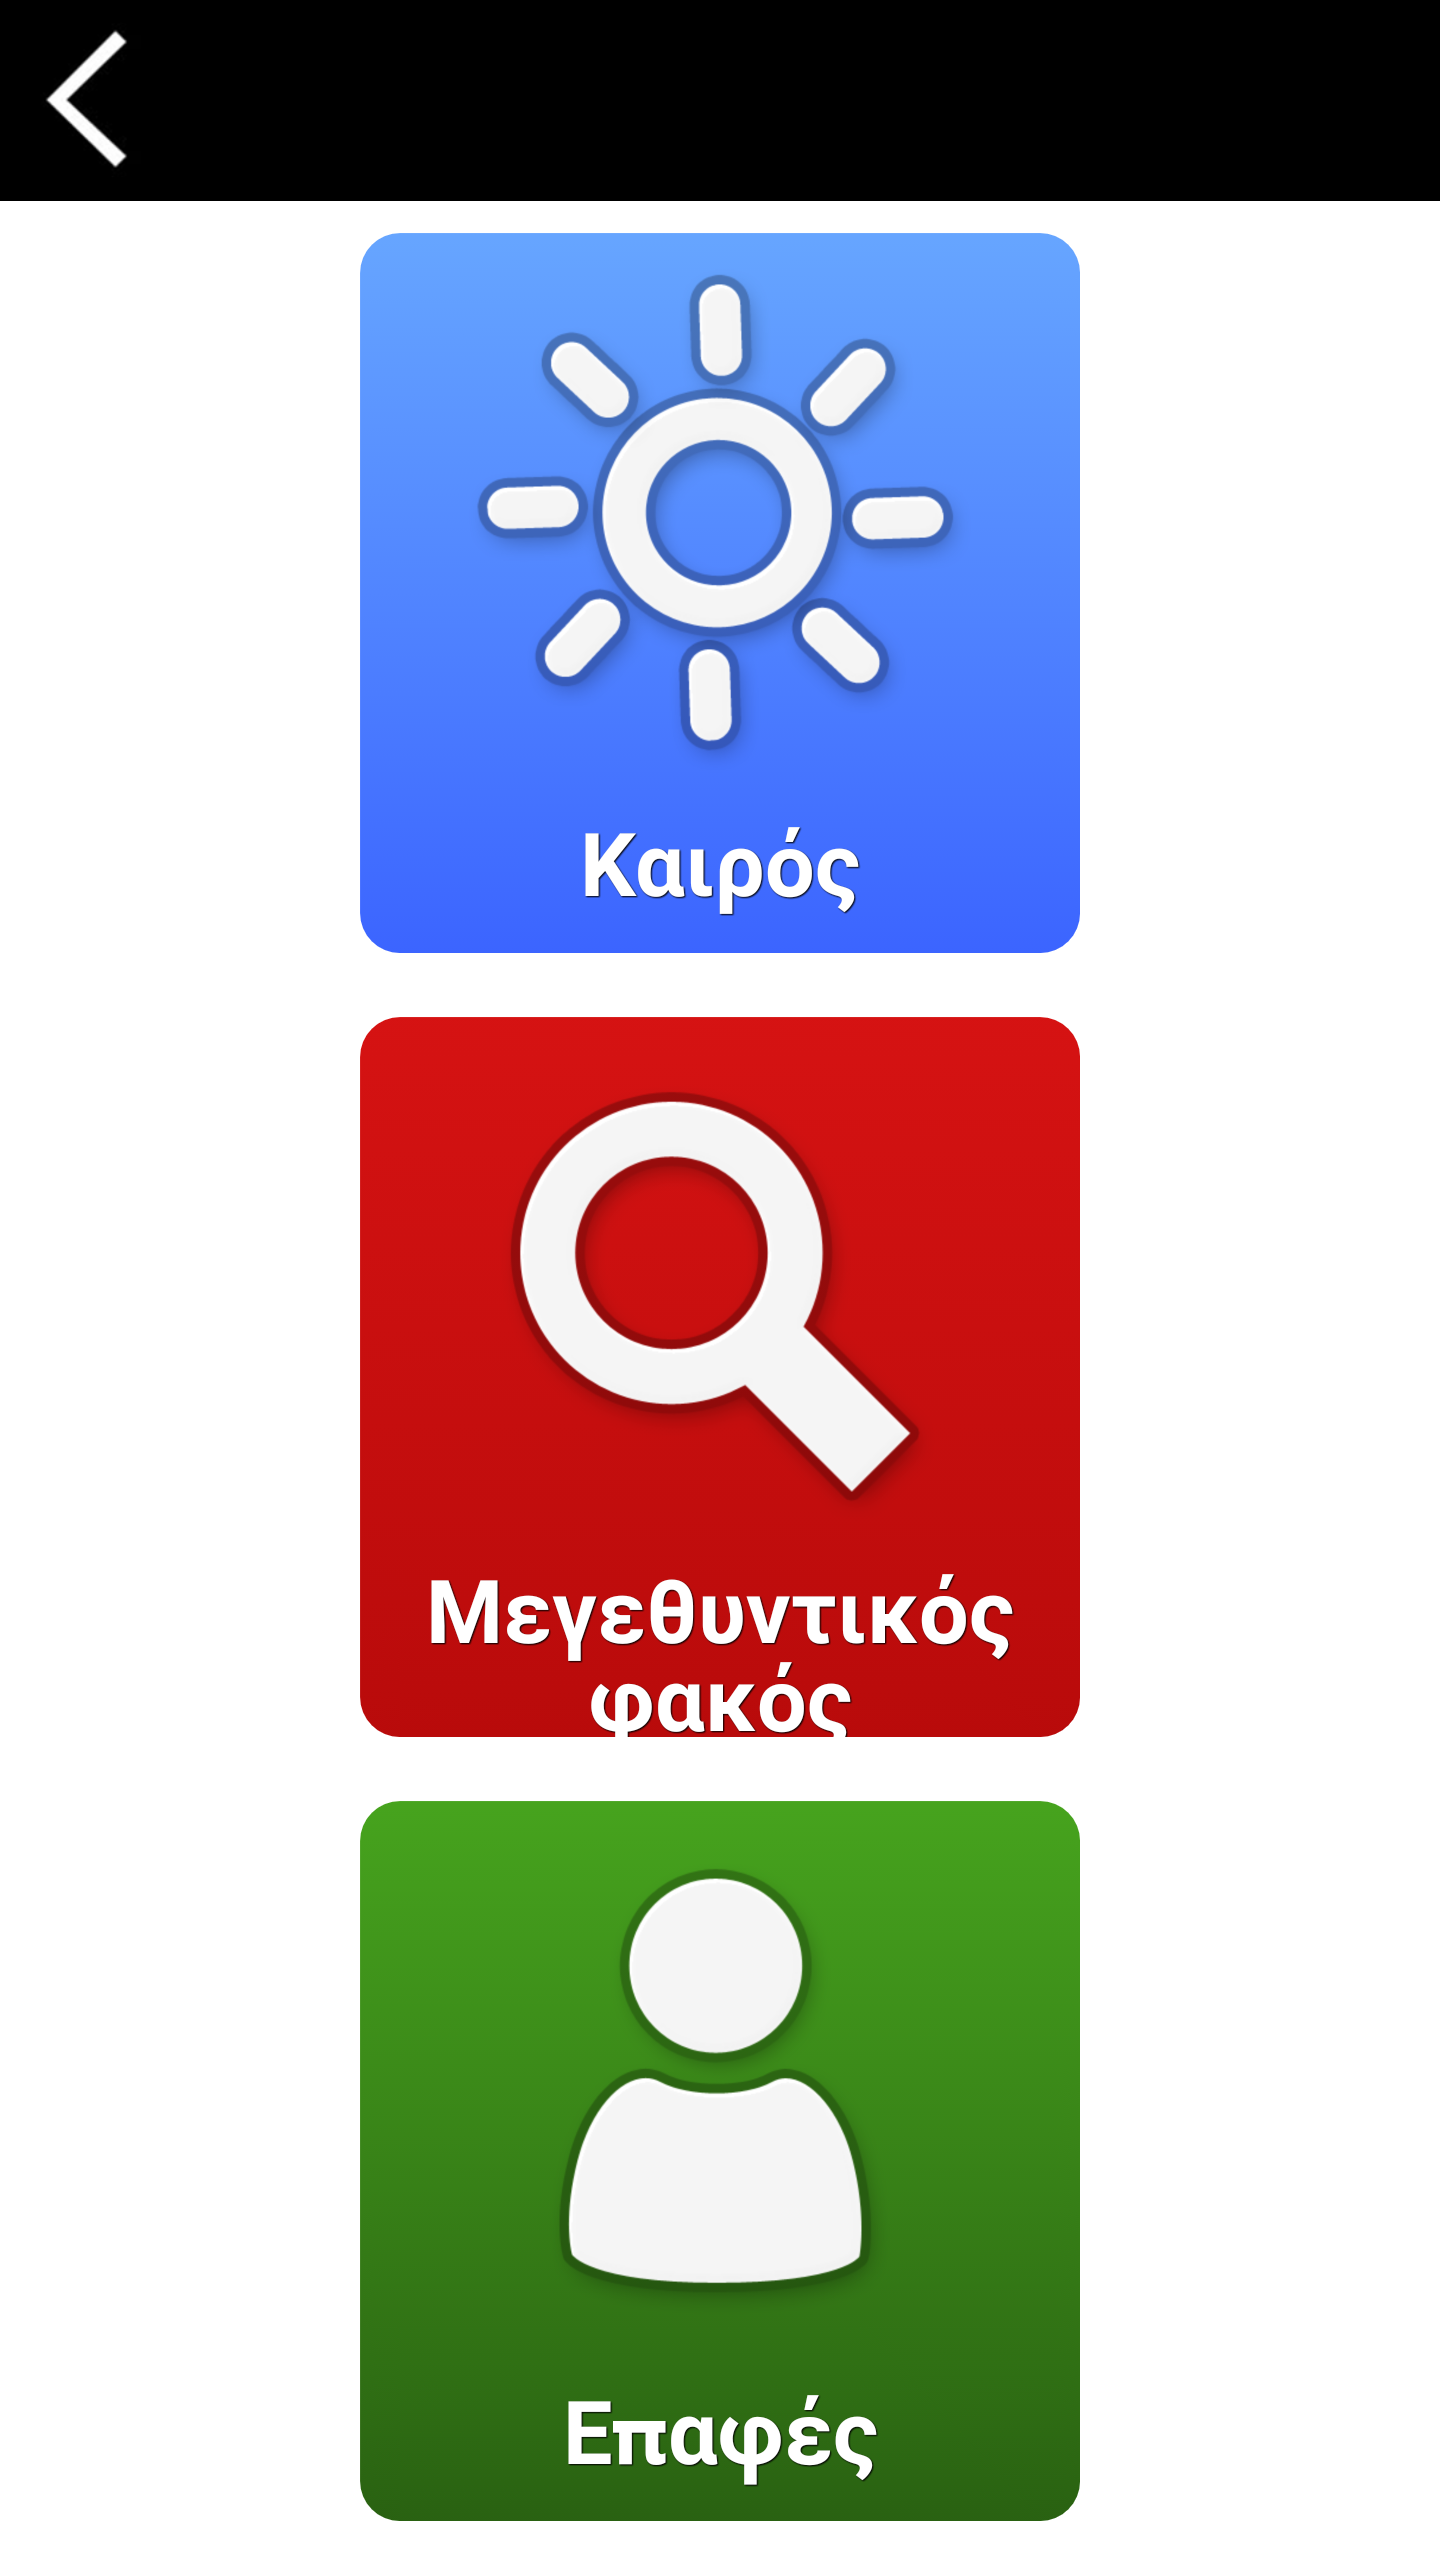 Καιρός
Μεγεθυντικός
φακός
Επαφές